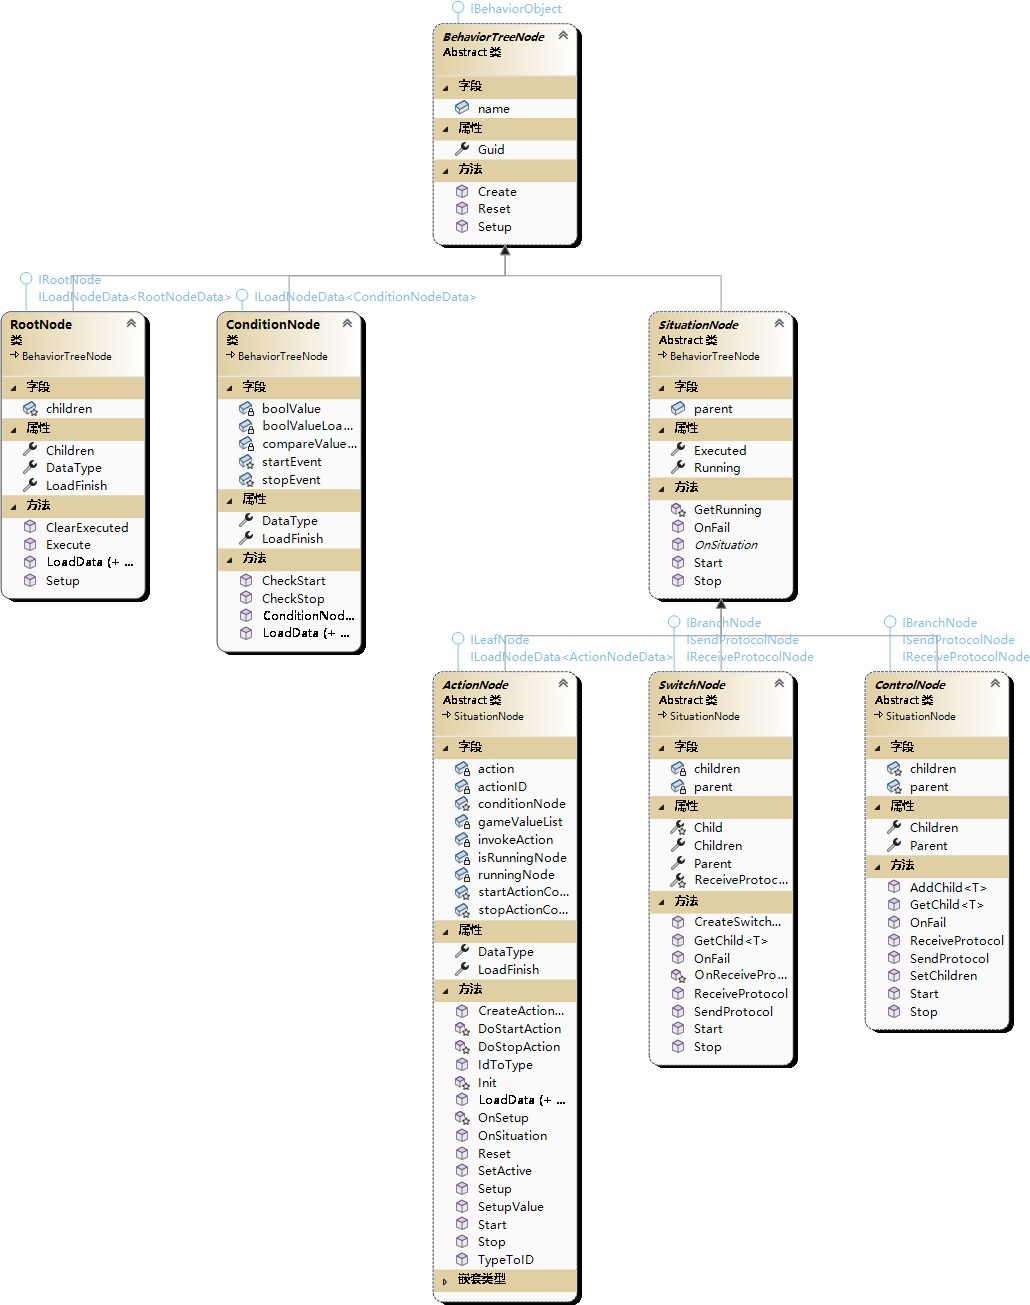 IBehaviorObject
BehaviorTreeNode
Abstract 类
字段
name
属性
Guid
方法
Create
Reset
Setup
IRootNode
ILoadNodeData<RootNodeData>
RootNode
类
BehaviorTreeNode
字段
children
属性
Children
DataType
LoadFinish
方法
ClearExecuted
Execute
LoadData (+ ...
Setup
ILoadNodeData<ConditionNodeData>
ConditionNode
类
BehaviorTreeNode
字段
boolValue
boolValueLoa...
compareValue...
startEvent
stopEvent
属性
DataType
LoadFinish
方法
CheckStart
CheckStop
ConditionNod...
LoadData (+ ...
SituationNode
Abstract 类
BehaviorTreeNode
字段
parent
属性
Executed
Running
方法
GetRunning
OnFail
OnSituation
Start
Stop
ILeafNode
ILoadNodeData<ActionNodeData>
ActionNode
Abstract 类
SituationNode
字段
action
actionID
conditionNode
gameValueList
invokeAction
isRunningNode
runningNode
startActionCo...
stopActionCo...
属性
DataType
LoadFinish
方法
CreateAction...
DoStartAction
DoStopAction
IdToType
Init
LoadData (+ ...
OnSetup
OnSituation
Reset
SetActive
Setup
SetupValue
Start
Stop
TypeToID
嵌套类型
IBranchNode
ISendProtocolNode
IReceiveProtocolNode
SwitchNode
Abstract 类
SituationNode
字段
children
parent
属性
Child
Children
Parent
ReceiveProtoc...
方法
CreateSwitch...
GetChild<T>
OnFail
OnReceivePro...
ReceiveProtocol
SendProtocol
Start
Stop
IBranchNode
ISendProtocolNode
IReceiveProtocolNode
ControlNode
Abstract 类
SituationNode
字段
children
parent
属性
Children
Parent
方法
AddChild<T>
GetChild<T>
OnFail
ReceiveProtocol
SendProtocol
SetChildren
Start
Stop